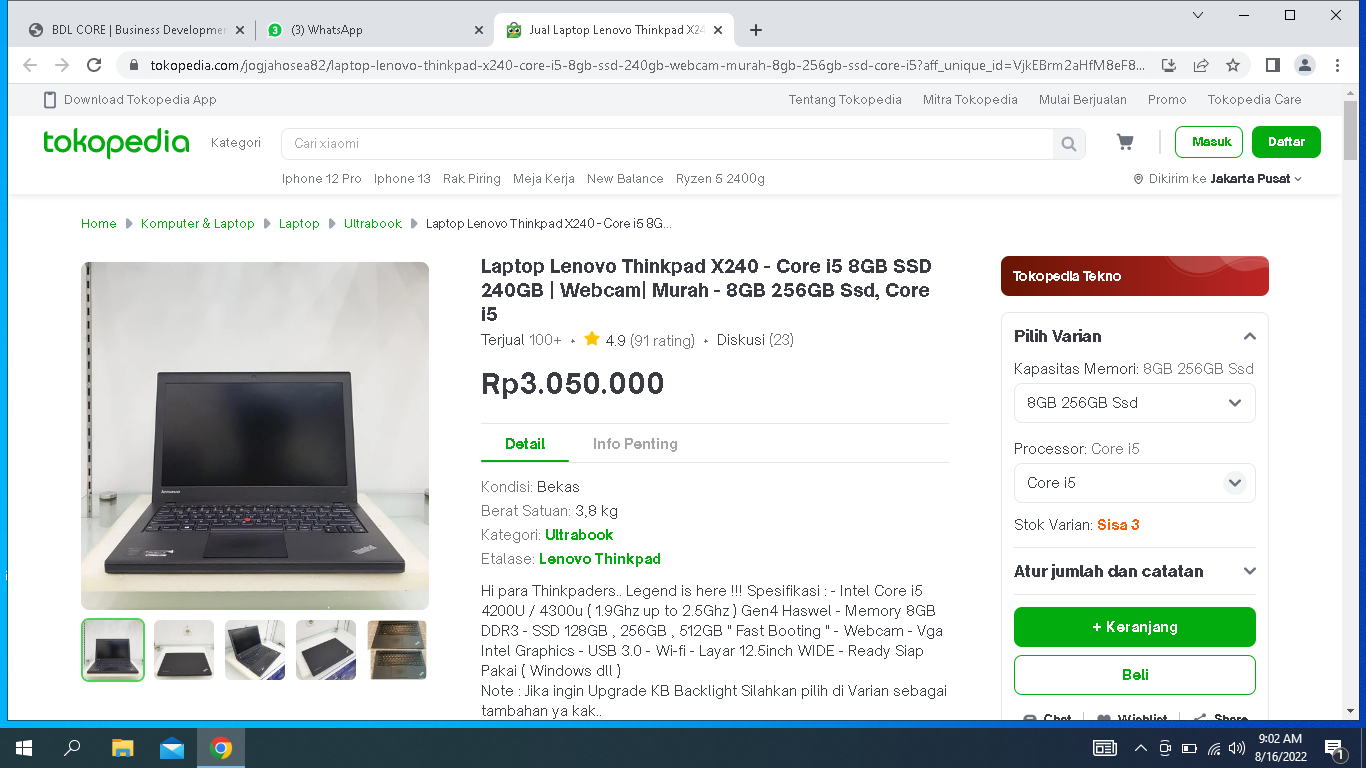 BDL CORE | Business Developmen
(3) WhatsApp
Jual Laptop Lenovo Thinkpad X24
tokopedia.com/jogjahosea82/laptop-lenovo-thinkpad-x240-core-i5-8gb-ssd-240gb-webcam-murah-8gb-256gb-ssd-core-i5?aff_unique_id=VjkEBrm2aHfM8eF8...
Download Tokopedia App
Tentang Tokopedia
Mitra Tokopedia
Mulai Berjualan
Promo
Tokopedia Care
tokopedia
Kategori
Cari xiaomi
Masuk
Daftar
Iphone 12 Pro
Iphone 13
Rak Piring
Meja Kerja
New Balance
Ryzen 5 2400g
Dikirim ke Jakarta Pusat
Home
Komputer & Laptop
Laptop
Ultrabook
Laptop Lenovo Thinkpad X240 - Core i5 8G...
Laptop Lenovo Thinkpad X240 - Core i5 8GB SSD
240GB | Webcam| Murah - 8GB 256GB Ssd, Core
i5
Terjual 100+ • 4.9 (91 rating) • Diskusi (23)
Rp3.050.000
Detail
Info Penting
Kondisi: Bekas
Berat Satuan: 3,8 kg
Kategori: Ultrabook
Etalase: Lenovo Thinkpad
Hi para Thinkpaders.. Legend is here !!! Spesifikasi : - Intel Core i5
4200U / 4300u ( 1.9Ghz up to 2.5Ghz ) Gen4 Haswel - Memory 8GB
DDR3 - SSD 128GB , 256GB , 512GB " Fast Booting " - Webcam - Vga
Intel Graphics - USB 3.0 - Wi-fi - Layar 12.5inch WIDE - Ready Siap
Pakai ( Windows dll )
Note : Jika ingin Upgrade KB Backlight Silahkan pilih di Varian sebagai
tambahan ya kak..
Tokopedia Tekno
Pilih Varian
Kapasitas Memori: 8GB 256GB Ssd
8GB 256GB Ssd
Processor: Core i5
Core i5
Stok Varian: Sisa 3
Atur jumlah dan catatan
+ Keranjang
Beli
Chat
Wishlist
Share
9:02 AM
8/16/2022
1